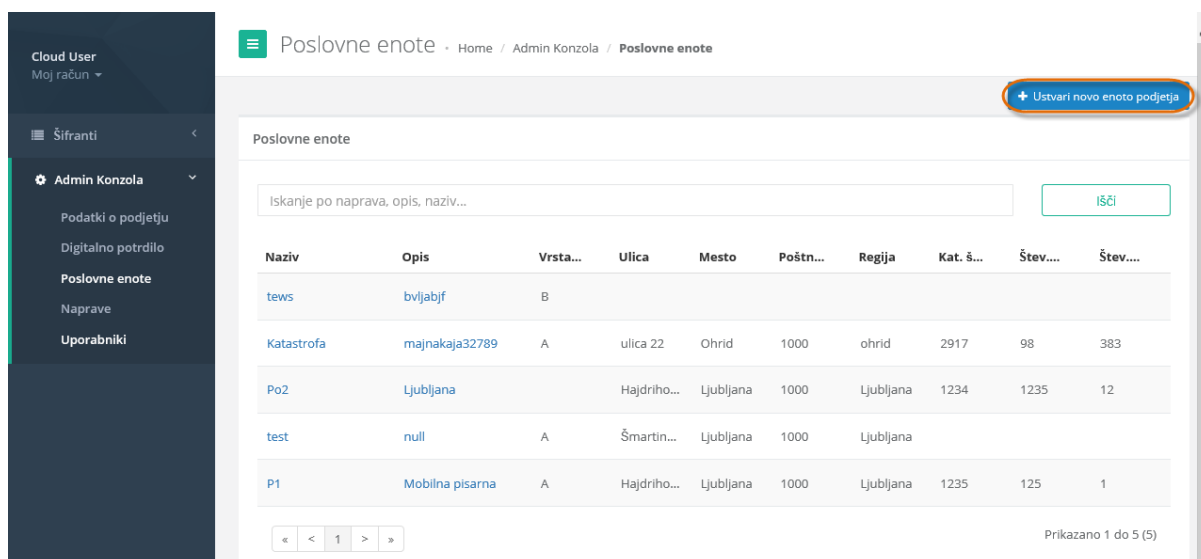 Cloud User
Moj račun
Šifranti
Admin Konzola
Podatki o podjetju
Digitalno potrdilo
Poslovne enote
Naprave
Uporabniki
Poslovne enote - Home / Admin Konzola / Poslovne enote
+ Ustvari novo enoto podjetja
Poslovne enote
Iskanje po naprava, opis, naziv...
Išči
Naziv Opis Vrsta... Ulica Mesto Poštn... Regija Kat. š... Štev.... Štev....
tews bvljabjf B
Katastrofa majnakaja32789 A ulica 22 Ohrid 1000 ohrid 2917 98 383
Po2 Ljubljana Hajdriho... Ljubljana 1000 Ljubljana 1234 1235 12
test null A Šmartin... Ljubljana 1000 Ljubljana
P1 Mobilna pisarna A Hajdriho... Ljubljana 1000 Ljubljana 1235 125 1
« < 1 > »
Prikazano 1 do 5 (5)